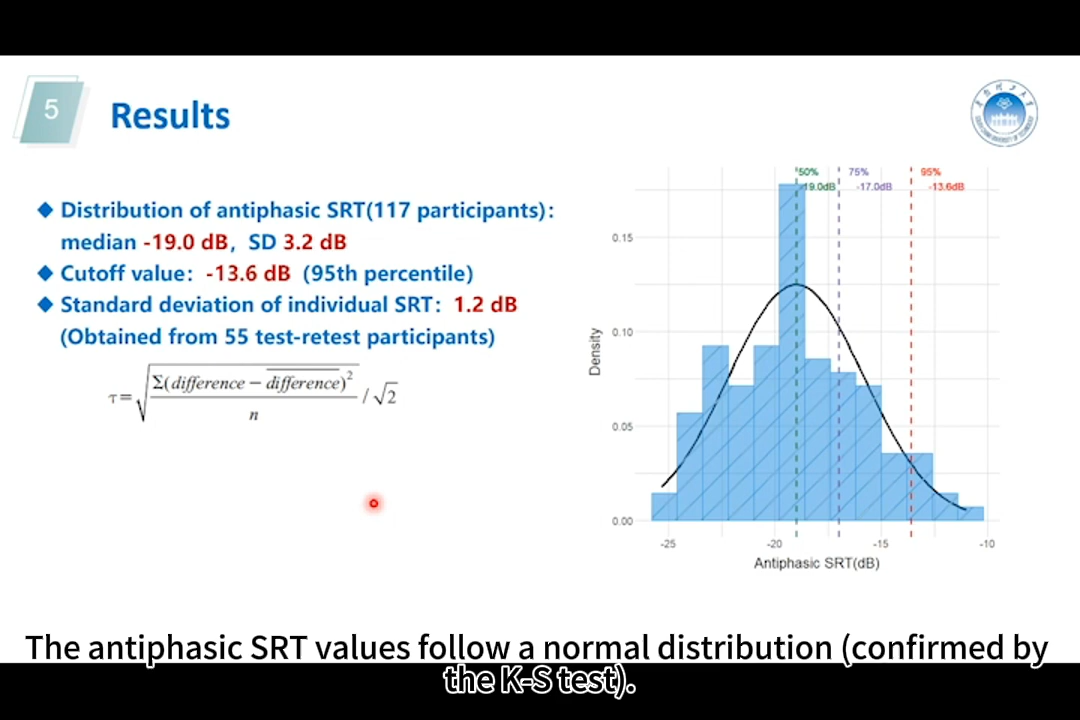 5
Results
◆ Distribution of antiphasic SRT(117 participants):
median -19.0 dB, SD 3.2 dB
◆ Cutoff value: -13.6 dB (95th percentile)
◆ Standard deviation of individual SRT: 1.2 dB
(Obtained from 55 test-retest participants)
τ=√(Σ(difference − difference̅)² / n) / √2
50% 75% 95%
-19.0dB -17.0dB -13.6dB
Density
0.15
0.10
0.05
0.00
-25 -20 -15 -10
Antiphasic SRT(dB)
The antiphasic SRT values follow a normal distribution (confirmed by
the K-S test).